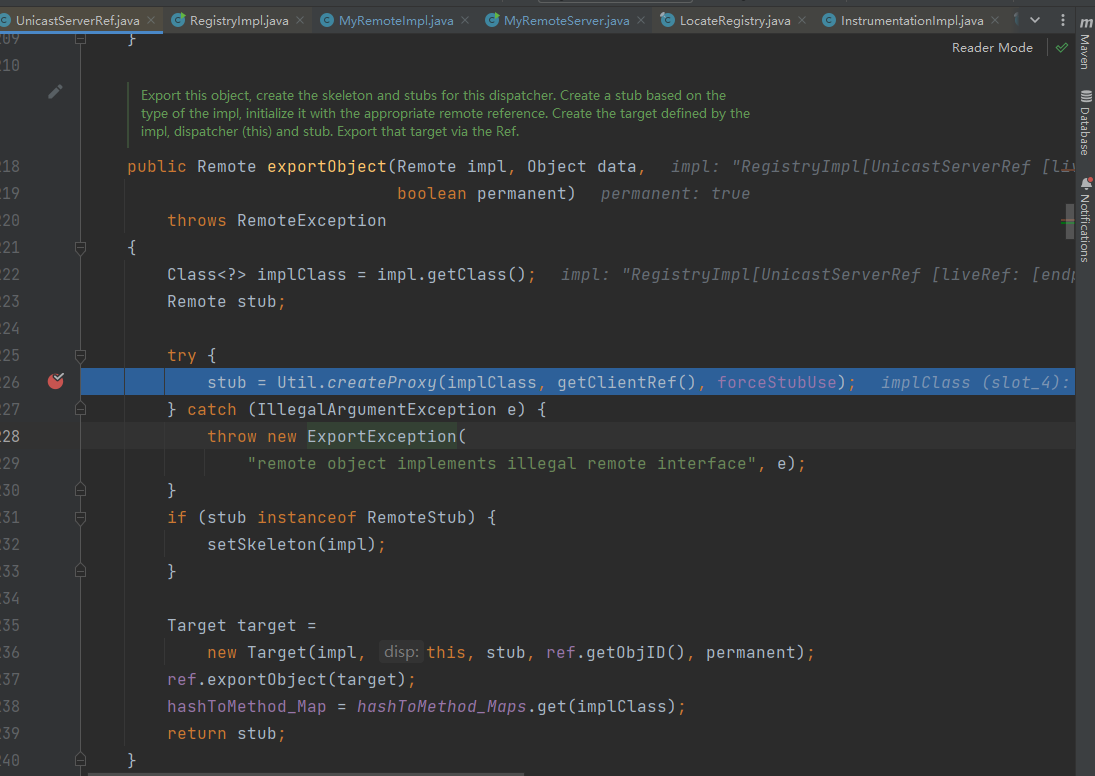 UnicastServerRef.java
RegistryImpl.java
MyRemoteImpl.java
MyRemoteServer.java
LocateRegistry.java
InstrumentationImpl.java
Maven
Database
Notifications
Reader Mode
209 }
210
Export this object, create the skeleton and stubs for this dispatcher. Create a stub based on the
type of the impl, initialize it with the appropriate remote reference. Create the target defined by the
impl, dispatcher (this) and stub. Export that target via the Ref.
218 public Remote exportObject(Remote impl, Object data, impl: "RegistryImpl[UnicastServerRef [li
219 boolean permanent) permanent: true
220 throws RemoteException
221 {
222 Class<?> implClass = impl.getClass(); impl: "RegistryImpl[UnicastServerRef [liveRef: [endp
223 Remote stub;
224
225 try {
226 stub = Util.createProxy(implClass, getClientRef(), forceStubUse); implClass (slot_4):
227 } catch (IllegalArgumentException e) {
228 throw new ExportException(
229 "remote object implements illegal remote interface", e);
230 }
231 if (stub instanceof RemoteStub) {
232 setSkeleton(impl);
233 }
234
235 Target target =
236 new Target(impl, disp: this, stub, ref.getObjID(), permanent);
237 ref.exportObject(target);
238 hashToMethod_Map = hashToMethod_Maps.get(implClass);
239 return stub;
240 }